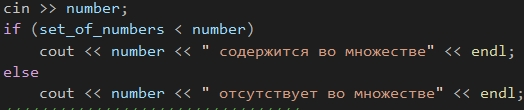 cin >> number;
if (set_of_numbers < number)
cout << number << " содержится во множестве" << endl;
else
cout << number << " отсутствует во множестве" << endl;